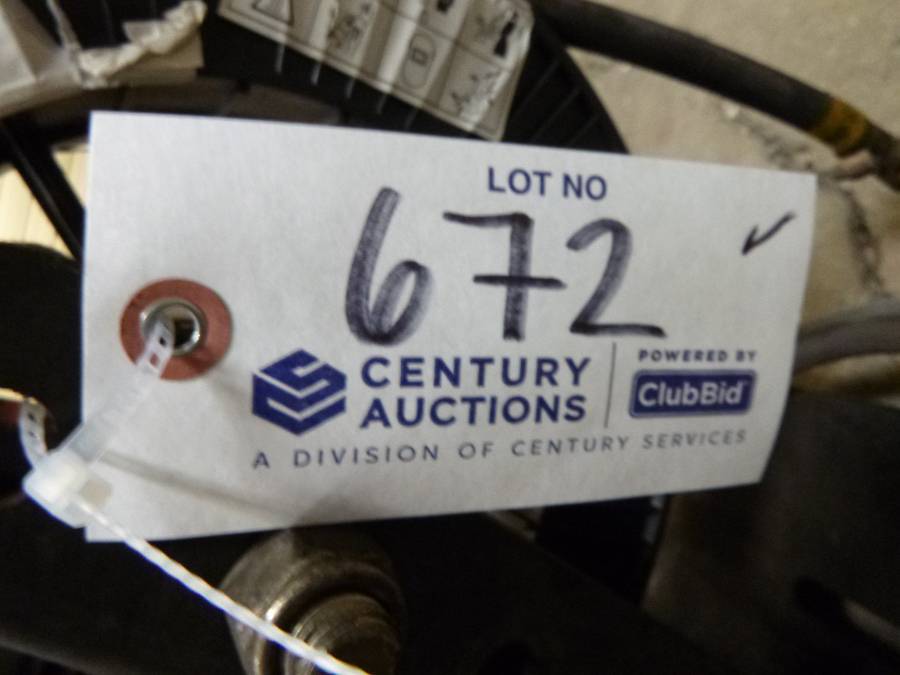 LOT NO
672 ✓
CENTURY
AUCTIONS
POWERED BY
ClubBid
A DIVISION OF CENTURY SERVICES